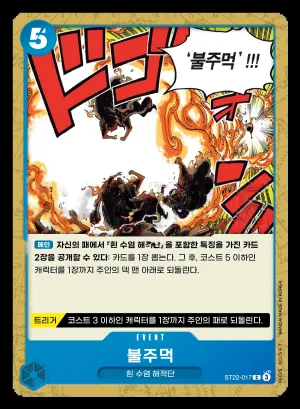 5
ドドゴォン
‘불주먹’!!!
메인 자신의 패에서 『흰 수염 해적단』을 포함한 특징을 가진 카드
2장을 공개할 수 있다: 카드를 1장 뽑는다. 그 후, 코스트 5 이하인
캐릭터를 1장까지 주인의 덱 맨 아래로 되돌린다.
트리거 코스트 3 이하인 캐릭터를 1장까지 주인의 패로 되돌린다.
EVENT
불주먹
흰 수염 해적단
ST22-017
3